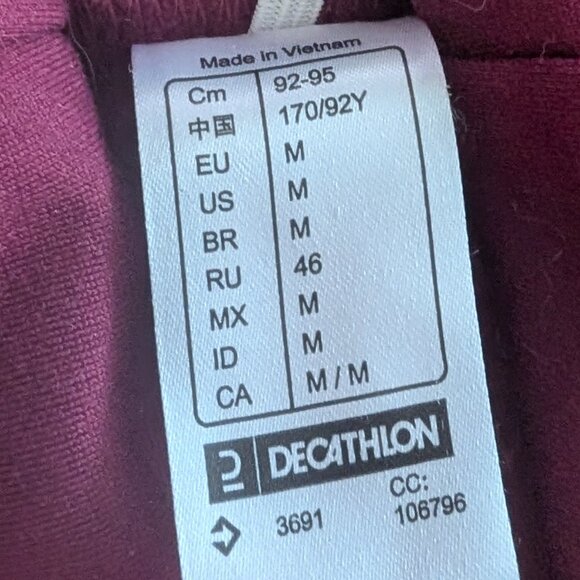 Made in Vietnam
Cm 92-95
中国 170/92Y
EU M
US M
BR M
RU 46
MX M
ID M
CA M / M
DECATHLON
3691 CC:
106796